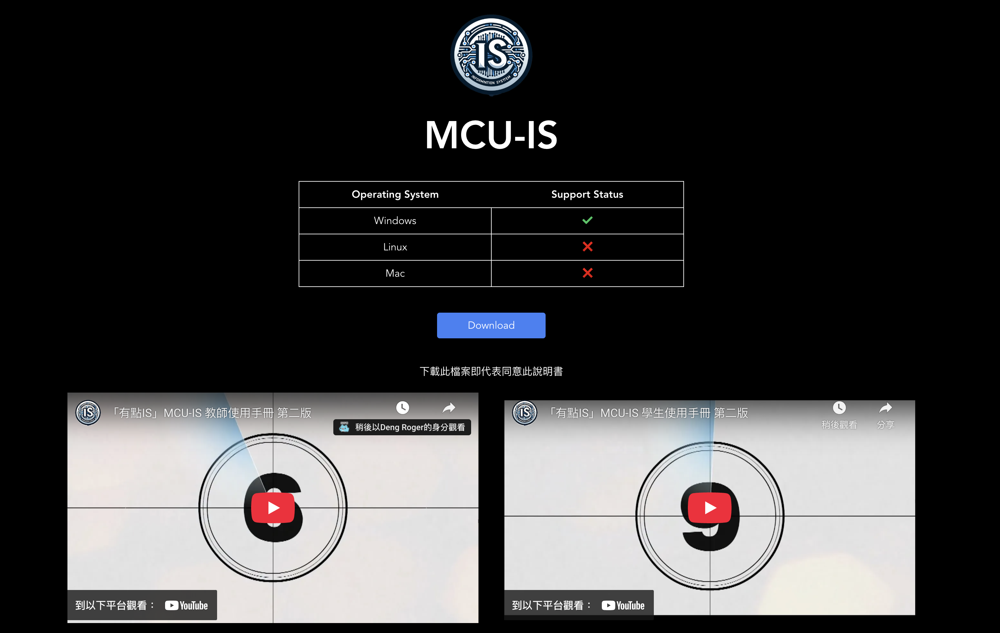 IS
INFORMMATION SYSTTEM
MCU-IS
Operating System Support Status
Windows
Linux
Mac
Download
下載此檔案即代表同意此說明書
IS 「有點IS」MCU-IS 教師使用手冊 第二版
稍後以Deng Roger的身分觀看
6
到以下平台觀看： YouTube
IS 「有點IS」MCU-IS 學生使用手冊 第二版
稍後觀看 分享
9
到以下平台觀看： YouTube